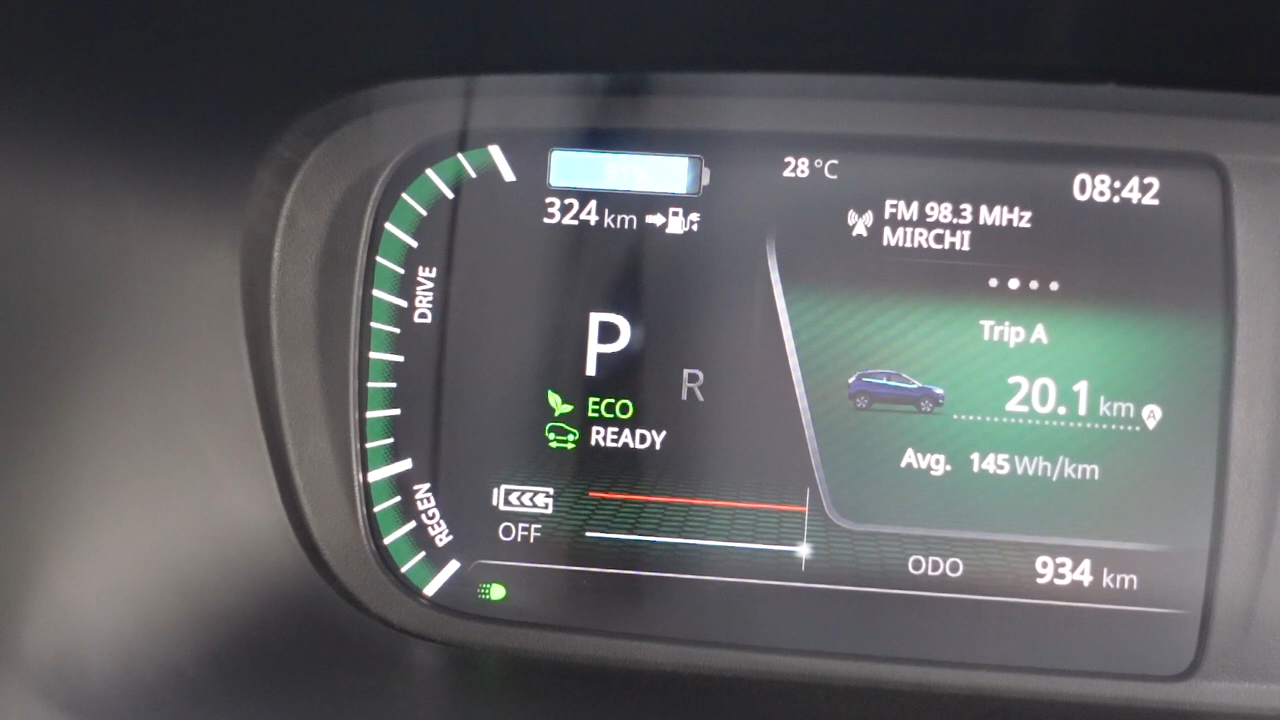 28°C
08:42
324 km
FM 98.3 MHz
MIRCHI
DRIVE
Trip A
P
R
20.1 km
A
ECO
READY
Avg. 145 Wh/km
REGEN
OFF
ODO 934 km